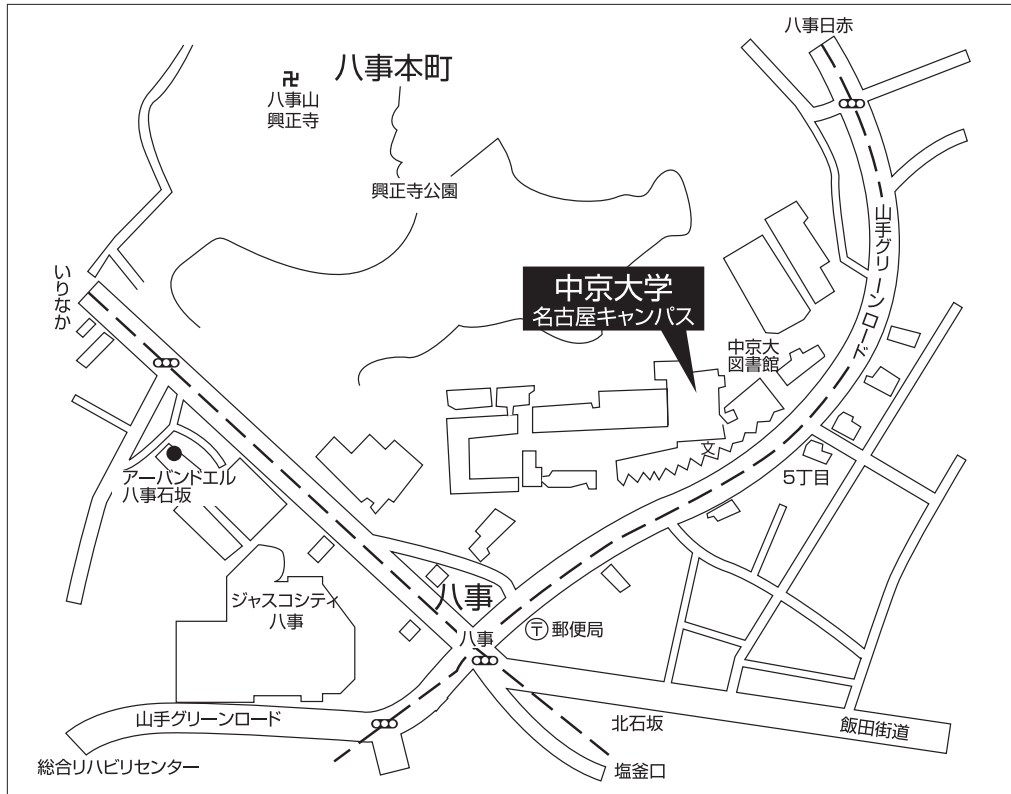 八事日赤
八事本町
卍
八事山
興正寺
興正寺公園
山手グリーンロード
いりなか
中京大学
名古屋キャンパス
中京大
図書館
文
5丁目
アーバンドエル
八事石坂
ジャスコシティ
八事
八事
八事
〒郵便局
山手グリーンロード
北石坂
飯田街道
総合リハビリセンター
塩釜口